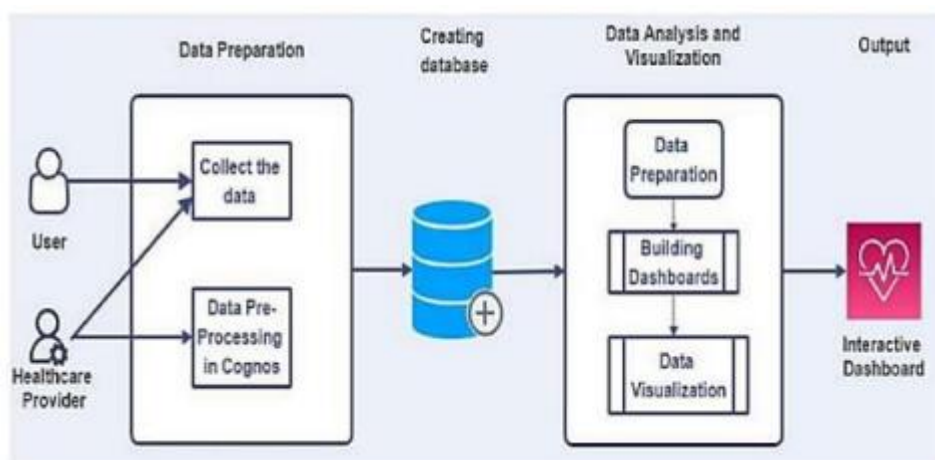 Data Preparation
Creating
database
Data Analysis and
Visualization
Output
User
Healthcare
Provider
Collect the
data
Data Pre-
Processing
in Cognos
Data
Preparation
Building
Dashboards
Data
Visualization
Interactive
Dashboard